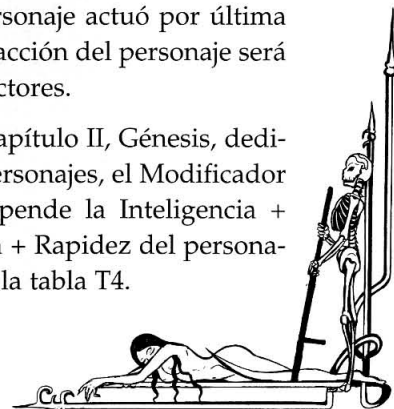 rsonaje actuó por última
acción del personaje será
ctores.
apítulo II, Génesis, dedi-
ersonajes, el Modificador
pende la Inteligencia +
n + Rapidez del persona-
la tabla T4.